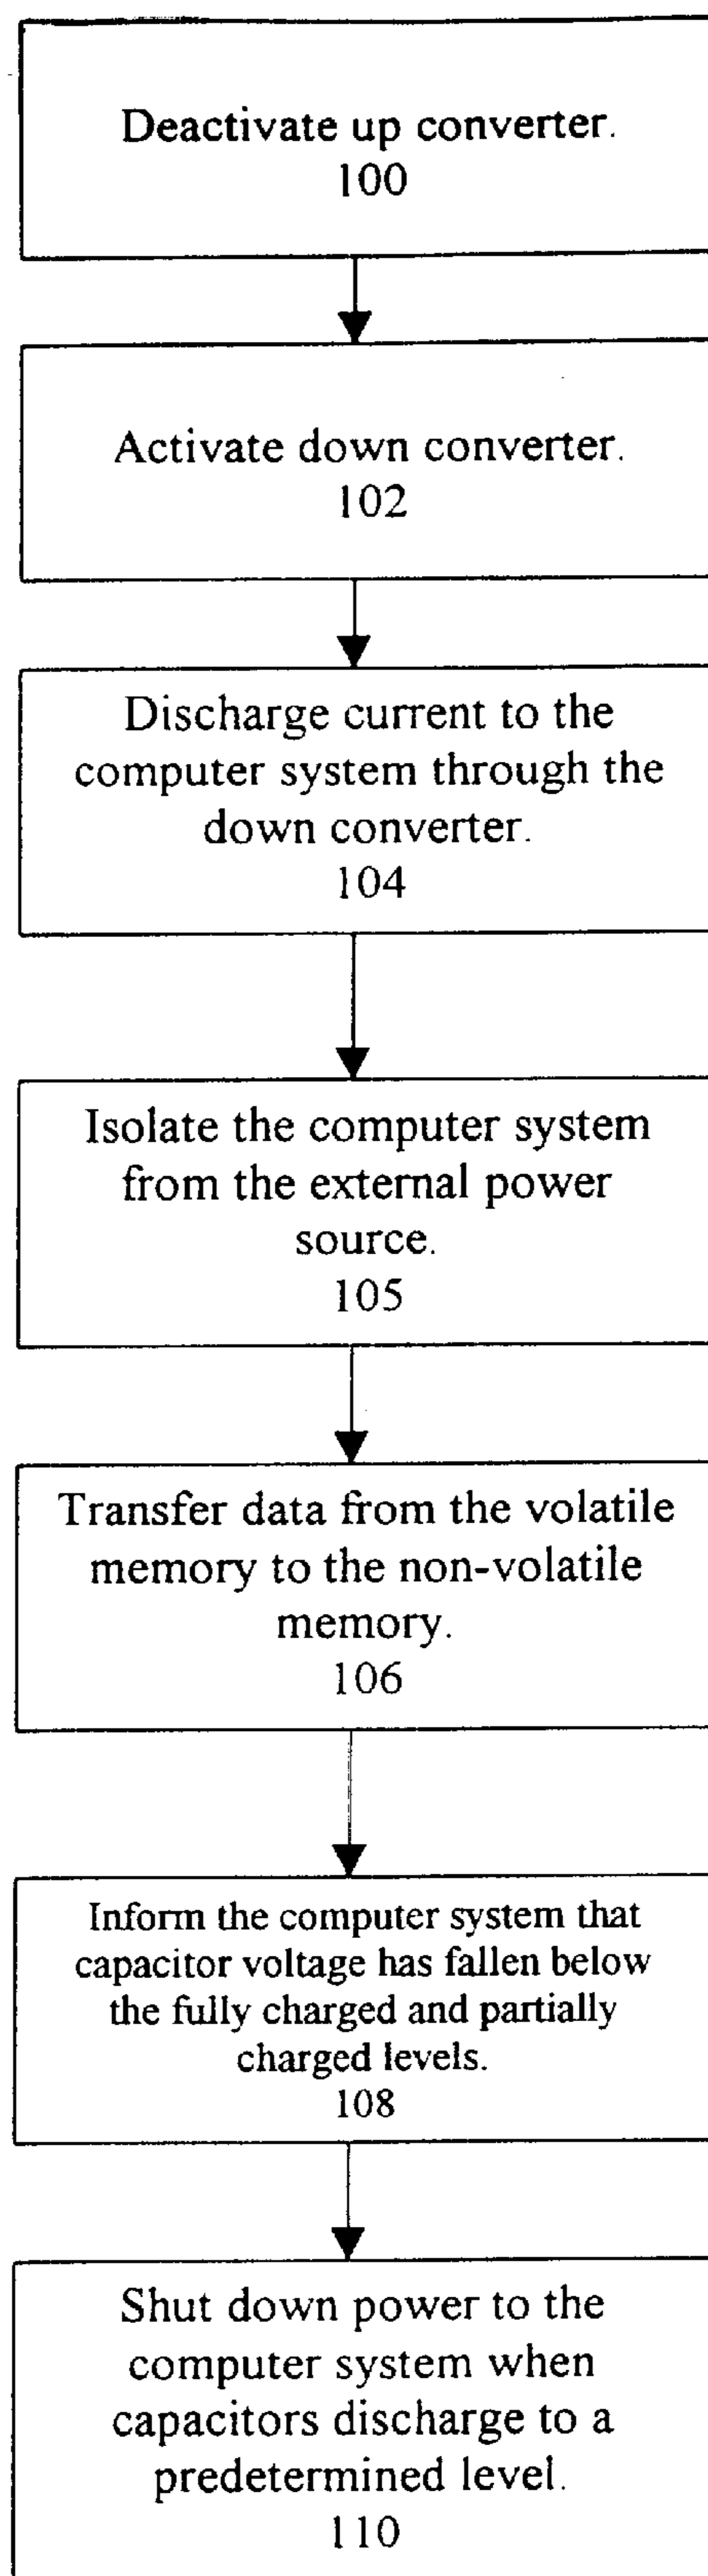 Deactivate up converter.
100
Activate down converter.
102
Discharge current to the
computer system through the
down converter.
104
Isolate the computer system
from the external power
source.
105
Transfer data from the volatile
memory to the non-volatile
memory.
106
Inform the computer system that
capacitor voltage has fallen below
the fully charged and partially
charged levels.
108
Shut down power to the
computer system when
capacitors discharge to a
predetermined level.
110